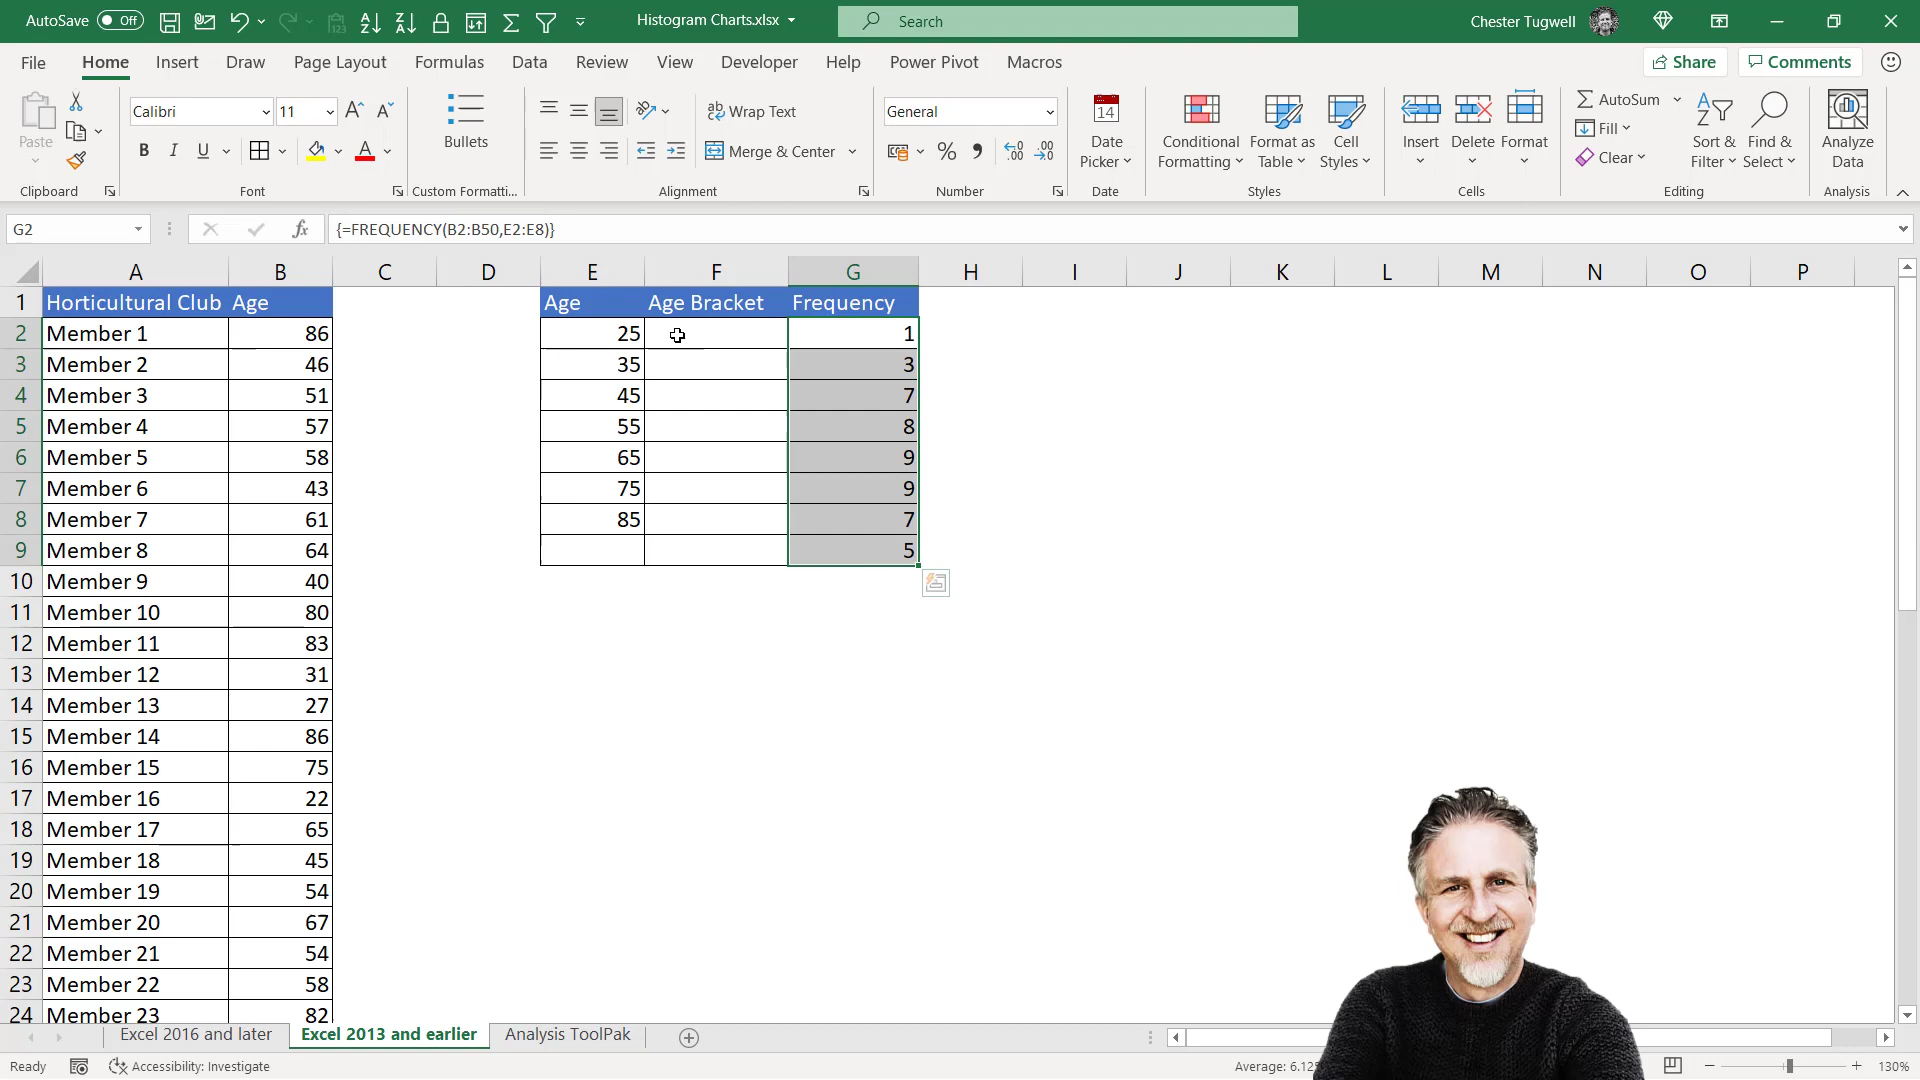 AutoSave Off
Histogram Charts.xlsx
Search
Chester Tugwell
File Home Insert Draw Page Layout Formulas Data Review View Developer Help Power Pivot Macros
Share
Comments
Paste
Clipboard
Calibri
11
B I U
Font
Bullets
Custom Formatti...
Wrap Text
Merge & Center
Alignment
General
%
Number
14
Date
Picker
Date
Conditional
Formatting
Format as
Table
Cell
Styles
Styles
Insert
Delete
Format
Cells
AutoSum
Fill
Clear
Sort &
Filter
Find &
Select
Editing
Analyze
Data
Analysis
G2
fx
{=FREQUENCY(B2:B50,E2:E8)}
A B C D E F G H I J K L M N O P
1 Horticultural Club Age Age Age Bracket Frequency
2 Member 1 86 25 1
3 Member 2 46 35 3
4 Member 3 51 45 7
5 Member 4 57 55 8
6 Member 5 58 65 9
7 Member 6 43 75 9
8 Member 7 61 85 7
9 Member 8 64 5
10 Member 9 40
11 Member 10 80
12 Member 11 83
13 Member 12 31
14 Member 13 27
15 Member 14 86
16 Member 15 75
17 Member 16 22
18 Member 17 65
19 Member 18 45
20 Member 19 54
21 Member 20 67
22 Member 21 54
23 Member 22 58
24 Member 23 82
Excel 2016 and later
Excel 2013 and earlier
Analysis ToolPak
Ready
Accessibility: Investigate
Average: 6.125
130%